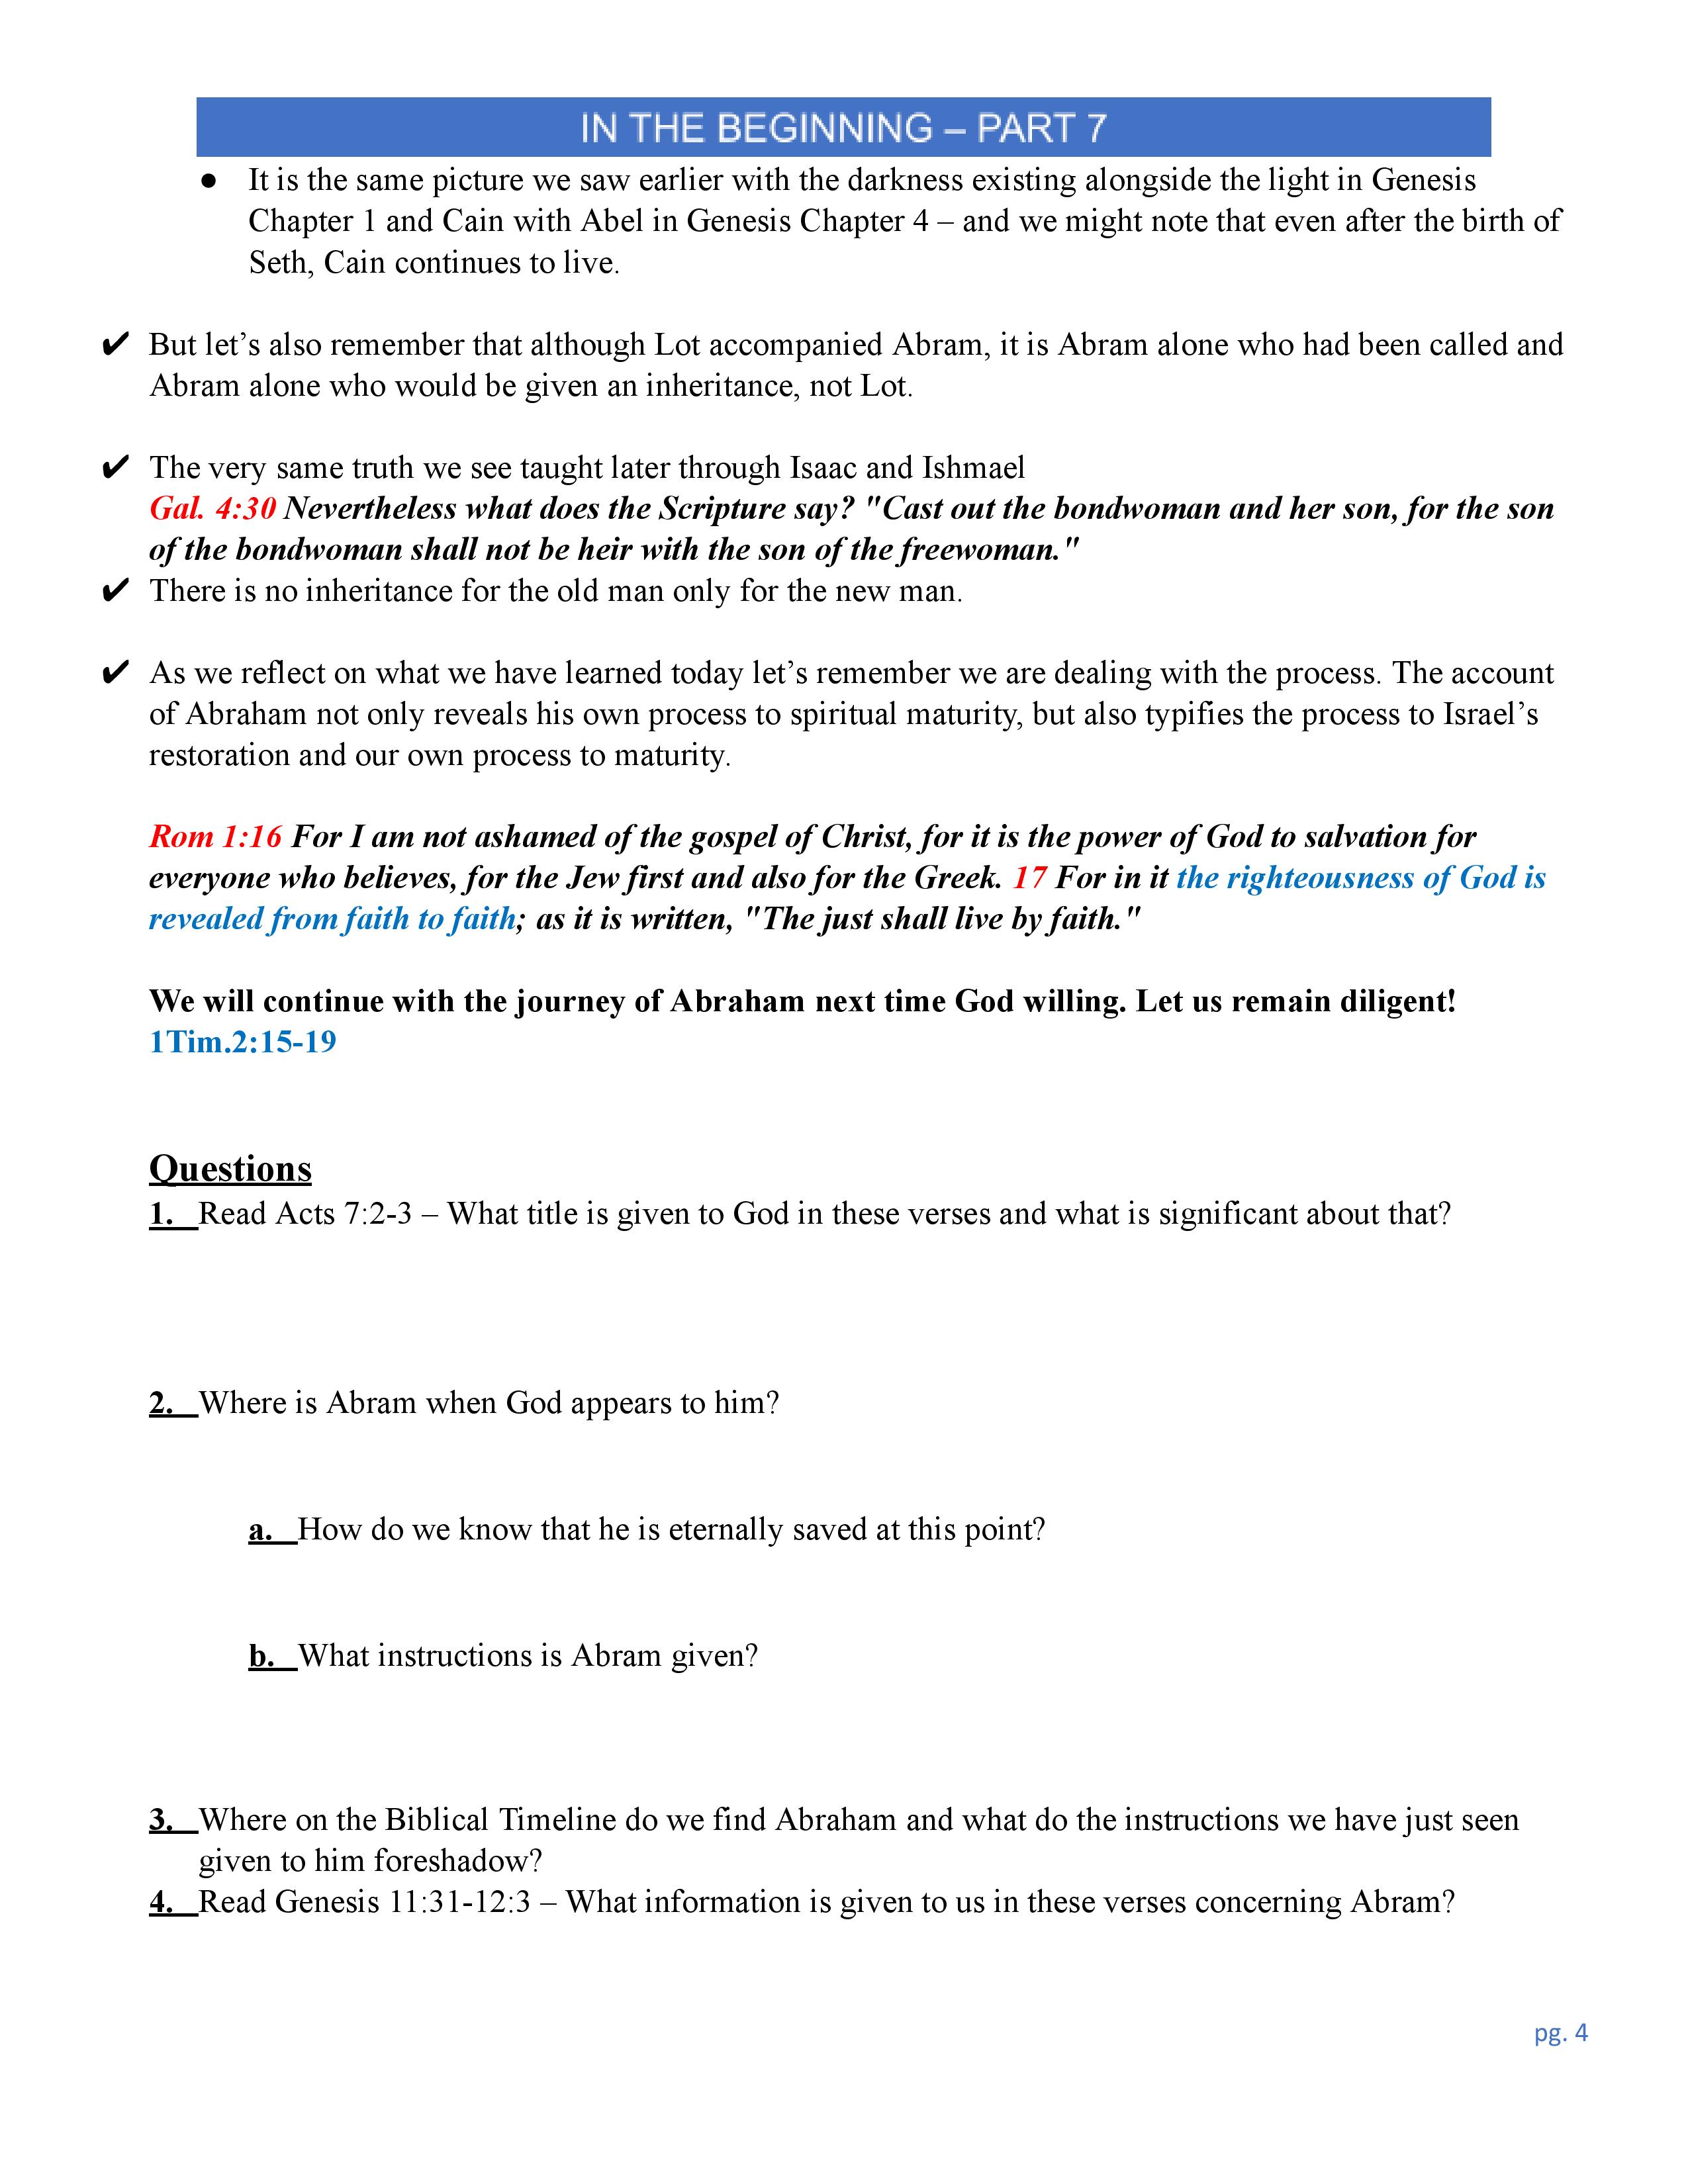 IN THE BEGINNING – PART 7
● It is the same picture we saw earlier with the darkness existing alongside the light in Genesis
Chapter 1 and Cain with Abel in Genesis Chapter 4 – and we might note that even after the birth of
Seth, Cain continues to live.
✔ But let’s also remember that although Lot accompanied Abram, it is Abram alone who had been called and
Abram alone who would be given an inheritance, not Lot.
✔ The very same truth we see taught later through Isaac and Ishmael
Gal. 4:30 Nevertheless what does the Scripture say? "Cast out the bondwoman and her son, for the son
of the bondwoman shall not be heir with the son of the freewoman."
✔ There is no inheritance for the old man only for the new man.
✔ As we reflect on what we have learned today let’s remember we are dealing with the process. The account
of Abraham not only reveals his own process to spiritual maturity, but also typifies the process to Israel’s
restoration and our own process to maturity.
Rom 1:16 For I am not ashamed of the gospel of Christ, for it is the power of God to salvation for
everyone who believes, for the Jew first and also for the Greek. 17 For in it the righteousness of God is
revealed from faith to faith; as it is written, "The just shall live by faith."
We will continue with the journey of Abraham next time God willing. Let us remain diligent!
1Tim.2:15-19
Questions
1. Read Acts 7:2-3 – What title is given to God in these verses and what is significant about that?
2. Where is Abram when God appears to him?
a. How do we know that he is eternally saved at this point?
b. What instructions is Abram given?
3. Where on the Biblical Timeline do we find Abraham and what do the instructions we have just seen
given to him foreshadow?
4. Read Genesis 11:31-12:3 – What information is given to us in these verses concerning Abram?
pg. 4